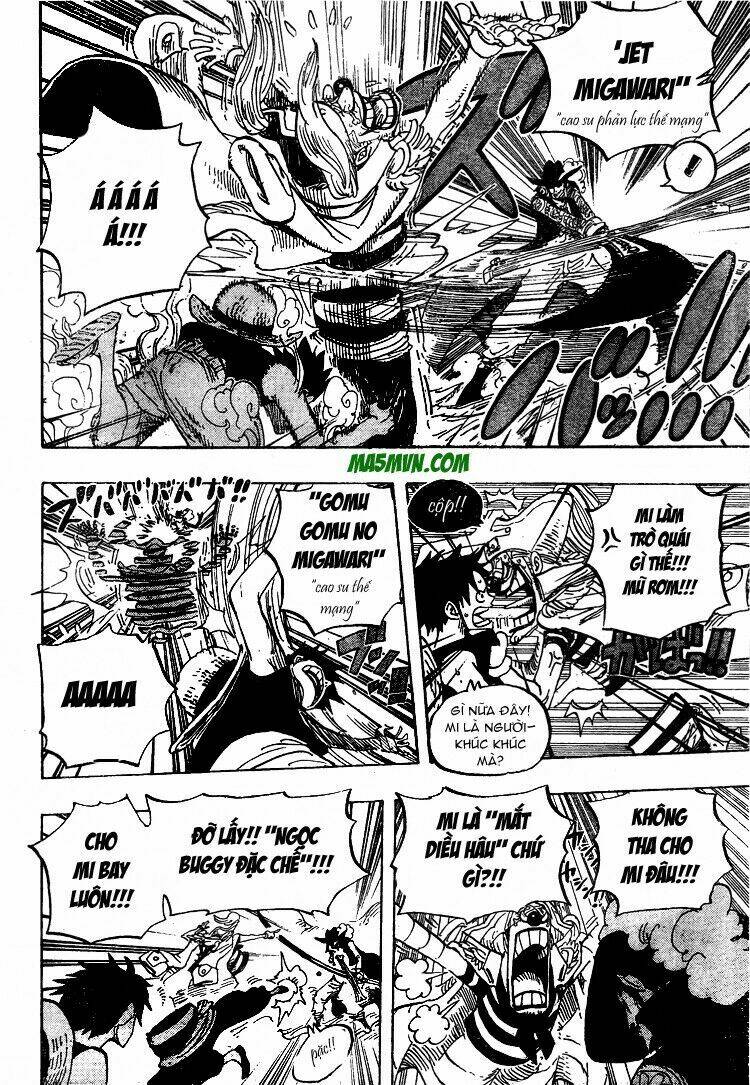 "JET
MIGAWARI"
"cao su phản lực thế mạng"
!
Á Á Á Á
Á!!!
MA5MVN.COM
"GOMU
GOMU NO
MIGAWARI"
"cao su thế
mạng"
AAAAA
cốp!!
MI LÀM
TRÒ QUÁI
GÌ THẾ!!!
MŨ RƠM!!!
GÌ NỮA ĐÂY!
MI LÀ NGƯỜI-
KHÚC KHÚC
MÀ?
CHO
MI BAY
LUÔN!!!
ĐỠ LẤY!! "NGỌC
BUGGY ĐẶC CHẾ"!!!
pặc!!
MI LÀ "MẮT
DIỀU HÂU" CHỨ
GÌ?!!
KHÔNG
THA CHO
MI ĐÂU!!!